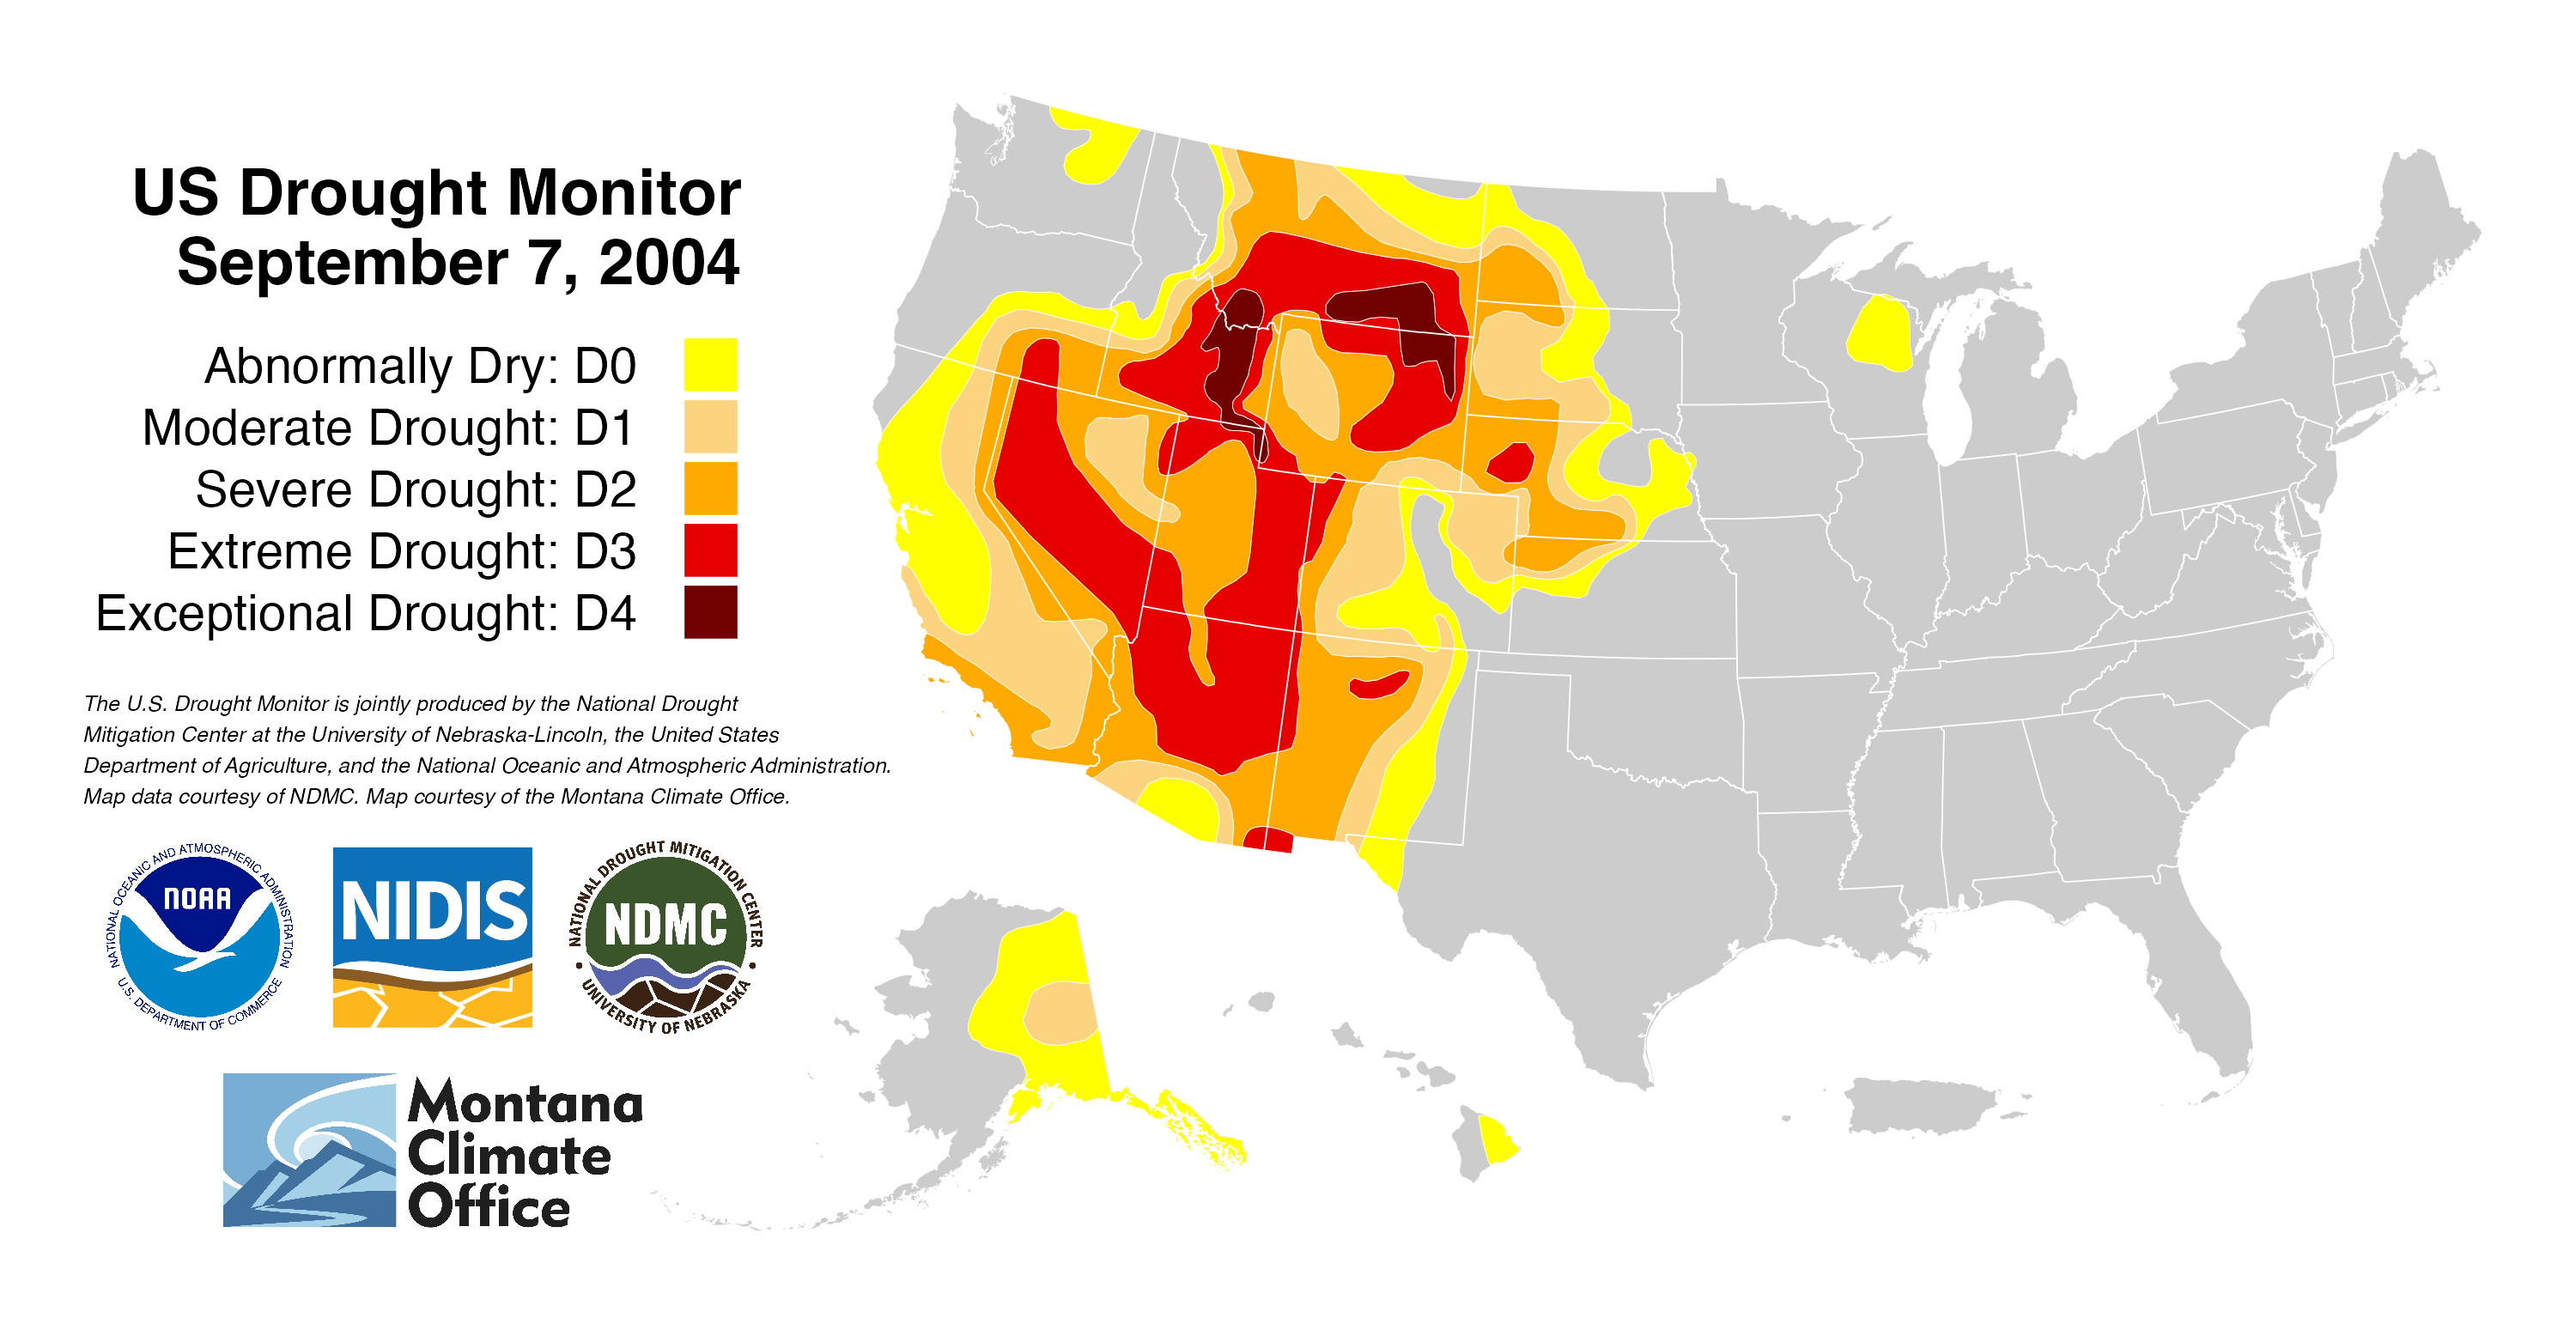 US Drought Monitor
September 7, 2004
Abnormally Dry: D0
Moderate Drought: D1
Severe Drought: D2
Extreme Drought: D3
Exceptional Drought: D4
The U.S. Drought Monitor is jointly produced by the National Drought
Mitigation Center at the University of Nebraska-Lincoln, the United States
Department of Agriculture, and the National Oceanic and Atmospheric Administration.
Map data courtesy of NDMC. Map courtesy of the Montana Climate Office.
NATIONAL OCEANIC AND ATMOSPHERIC ADMINISTRATION
NOAA
U.S. DEPARTMENT OF COMMERCE
NIDIS
NATIONAL DROUGHT MITIGATION CENTER
NDMC
• UNIVERSITY OF NEBRASKA •
Montana
Climate
Office